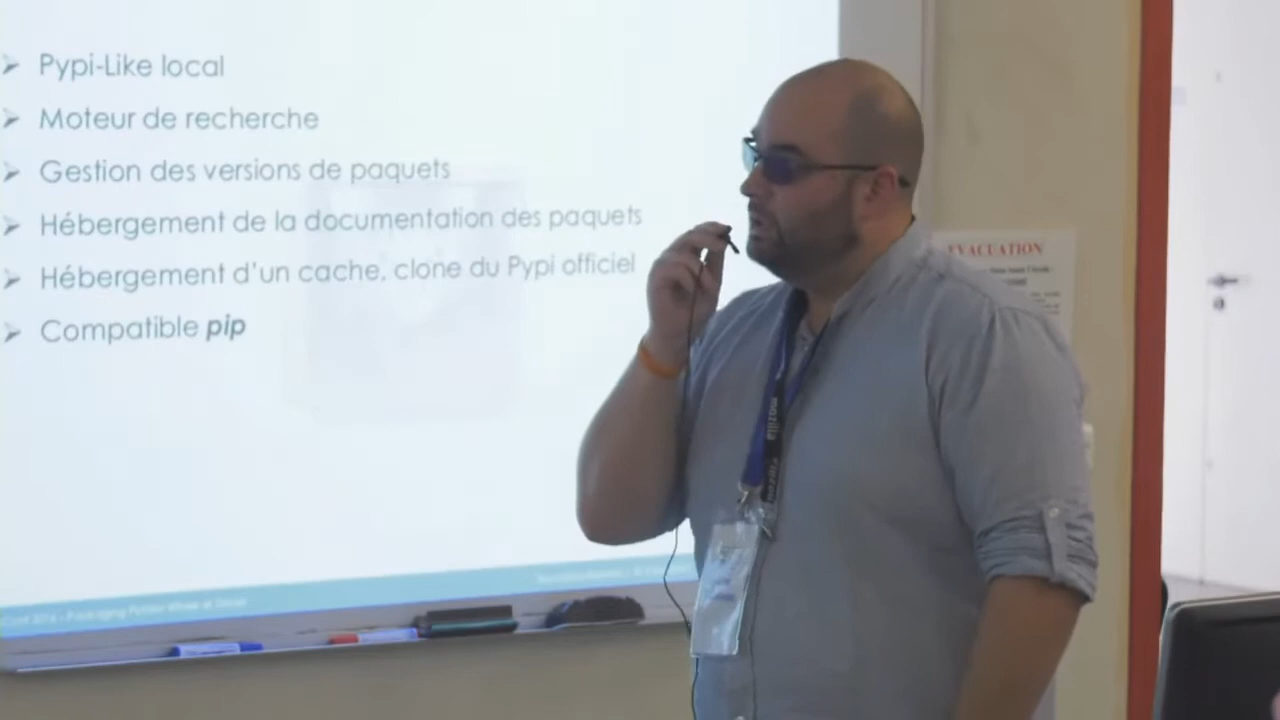 Pypi-Like local
Moteur de recherche
Gestion des versions de paquets
Hébergement de la documentation des paquets
Hébergement d'un cache, clone du Pypi officiel
Compatible pip
EVACUATION
mozilla